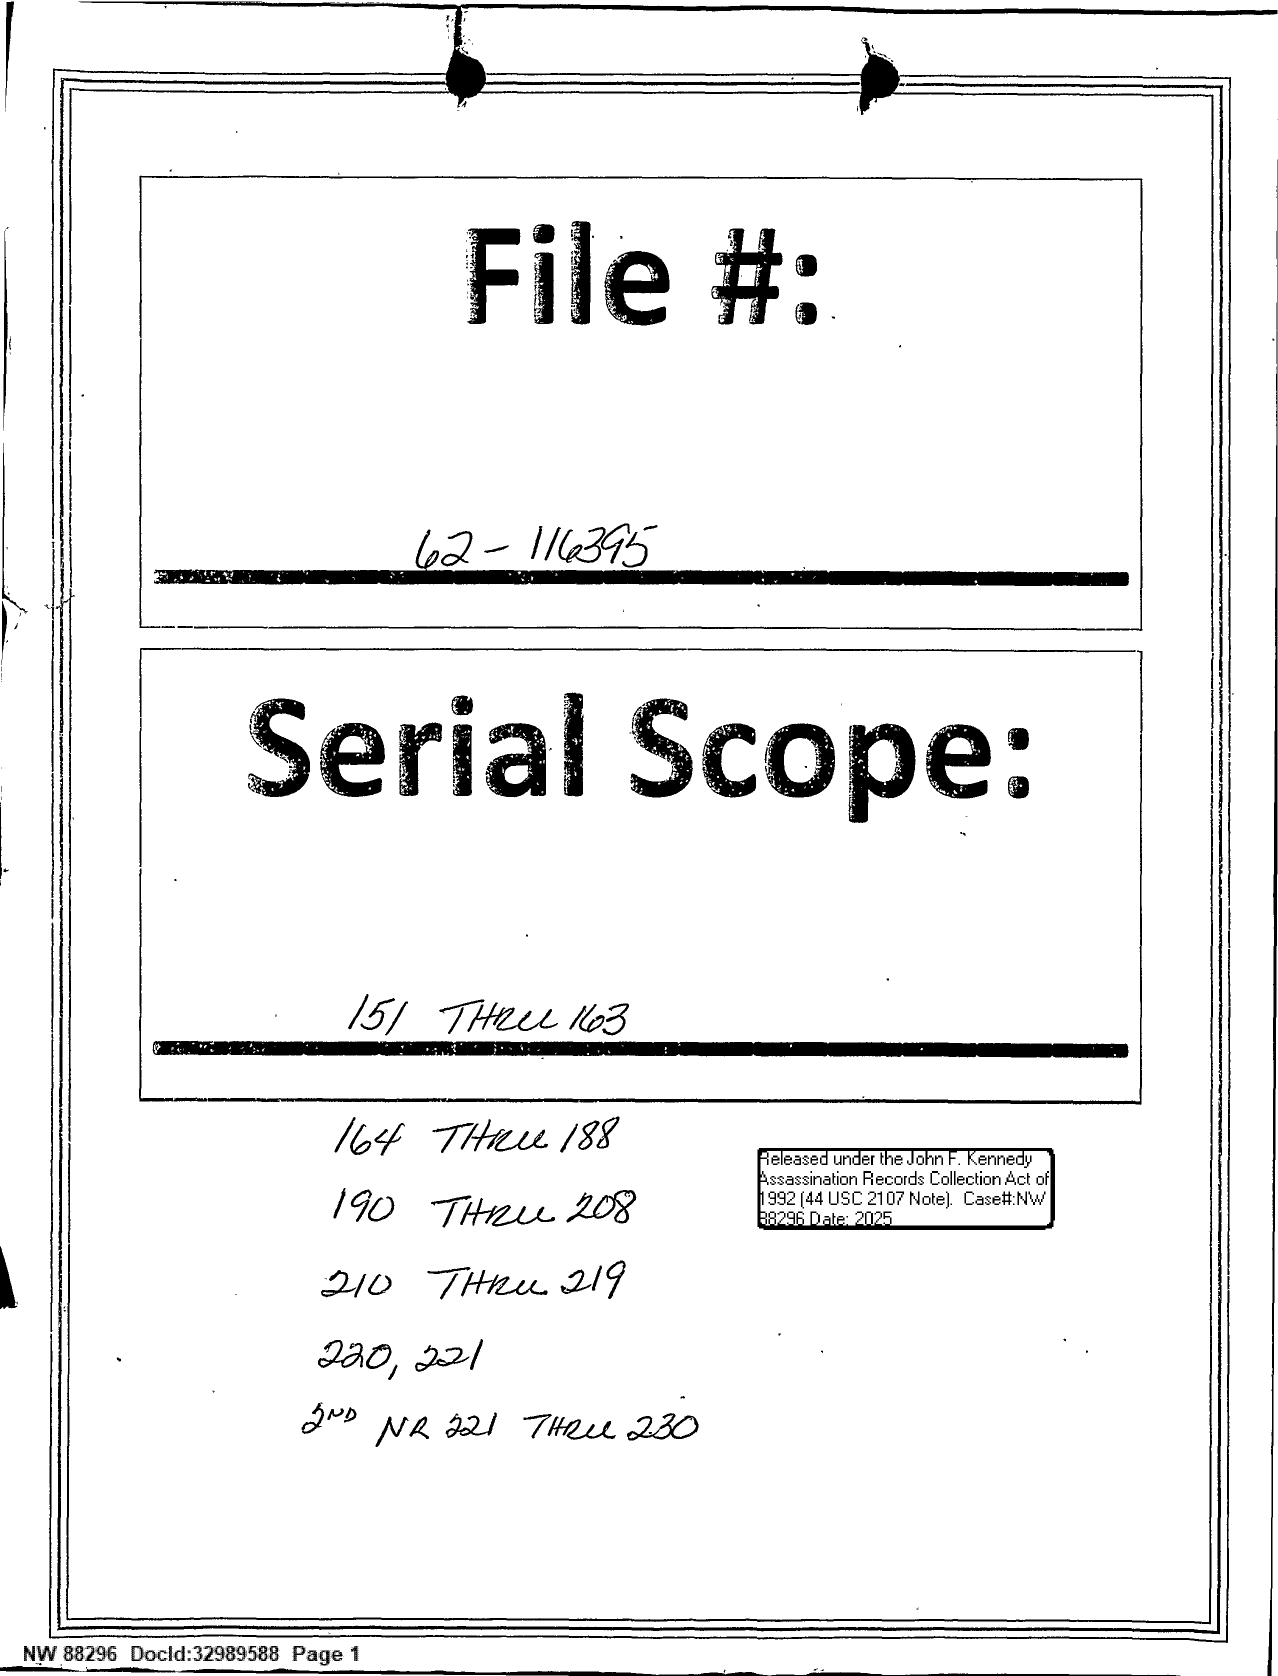 File #:
62 - 116395
Serial Scope:
151 THRU 163
164 THRU 188
190 THRU 208
210 THRU 219
220, 221
2ND NR 221 THRU 230
Released under the John F. Kennedy
Assassination Records Collection Act of
1992 (44 USC 2107 Note). Case#:NW
88296 Date: 2025
NW 88296 DocId:32989588 Page 1